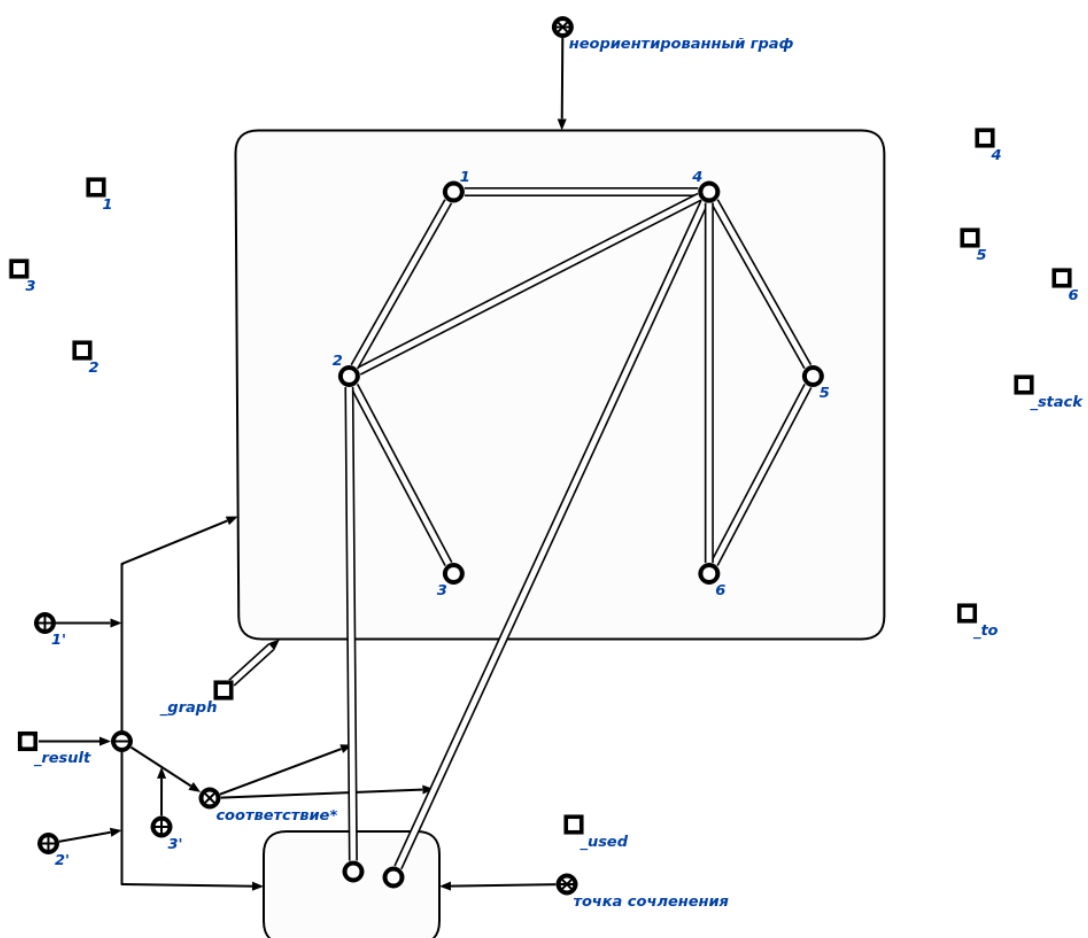 неориентированный граф
4
1
4
1
5
3
6
2
2
5
_stack
3
6
_to
1'
_graph
_result
соответствие*
_used
3'
2'
точка сочленения